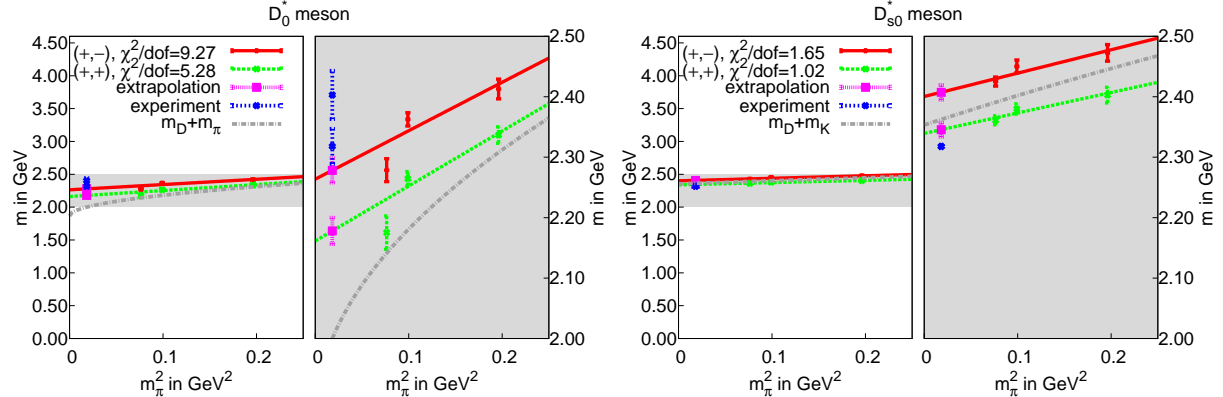 D*0 meson
4.50
4.00
3.50
3.00
2.50
2.00
1.50
1.00
0.50
0.00
m in GeV
(+,−), χ²/dof=9.27
(+,+), χ²/dof=5.28
extrapolation
experiment
mD+mπ
0 0.1 0.2
m²π in GeV²
0 0.1 0.2
m²π in GeV²
2.50
2.40
2.30
2.20
2.10
2.00
m in GeV
D*s0 meson
4.50
4.00
3.50
3.00
2.50
2.00
1.50
1.00
0.50
0.00
m in GeV
(+,−), χ²/dof=1.65
(+,+), χ²/dof=1.02
extrapolation
experiment
mD+mK
0 0.1 0.2
m²π in GeV²
0 0.1 0.2
m²π in GeV²
2.50
2.40
2.30
2.20
2.10
2.00
m in GeV